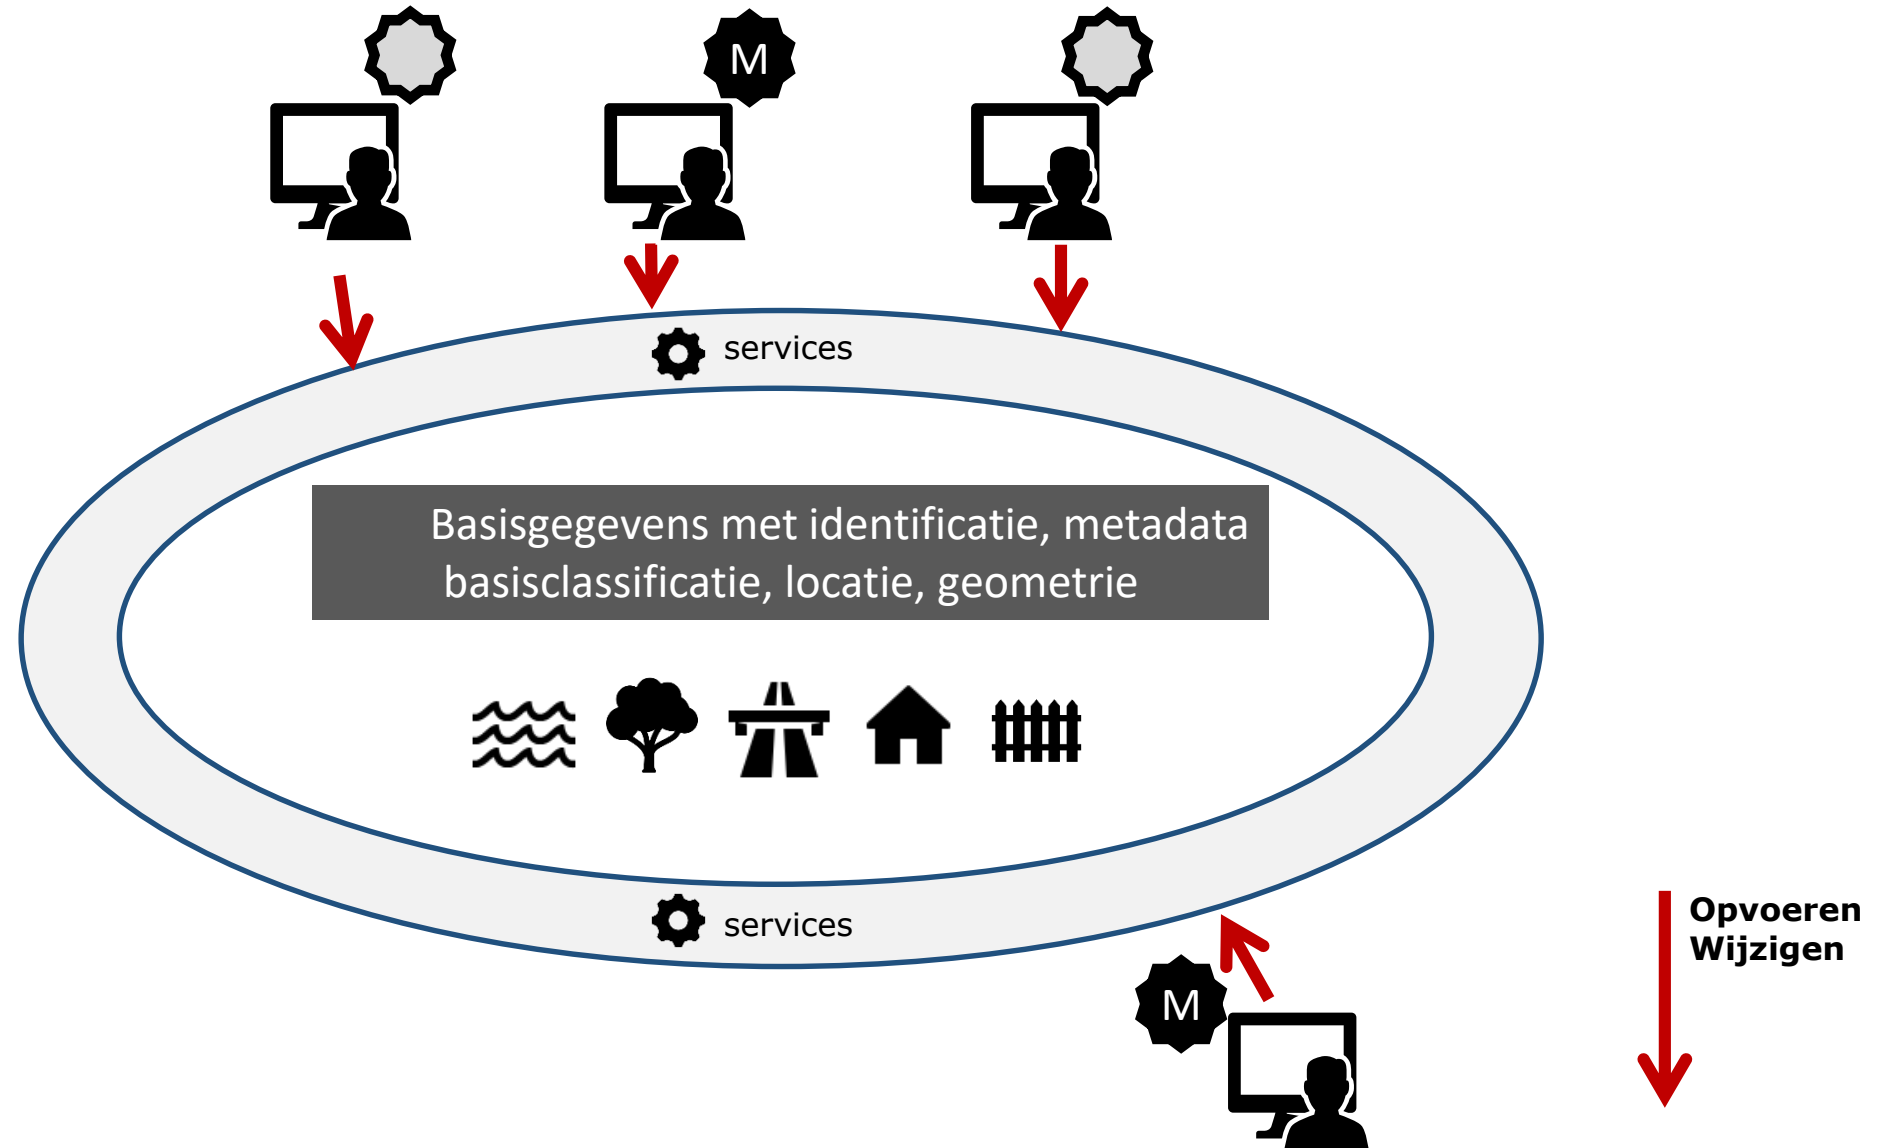 M
services
Basisgegevens met identificatie, metadata
basisclassificatie, locatie, geometrie
services
Opvoeren
Wijzigen
M